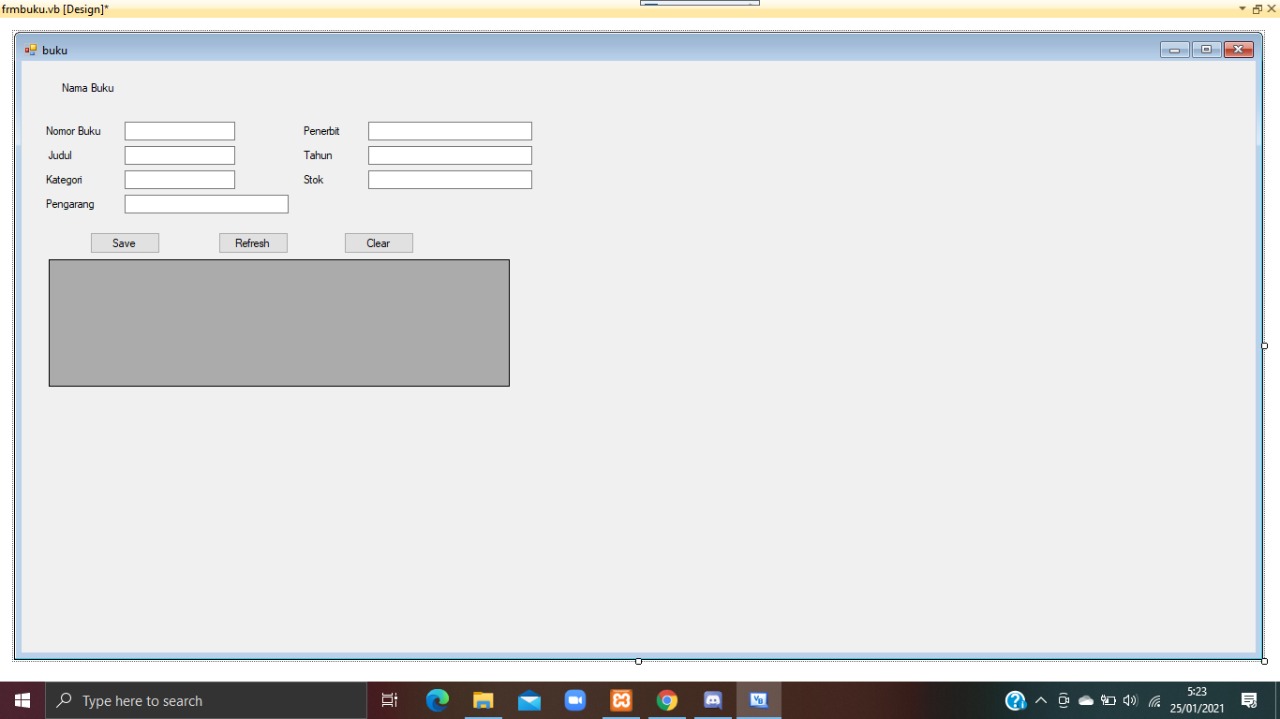 frmbuku.vb [Design]*
buku
Nama Buku
Nomor Buku Penerbit
Judul Tahun
Kategori Stok
Pengarang
Save Refresh Clear
Type here to search
5:23
25/01/2021